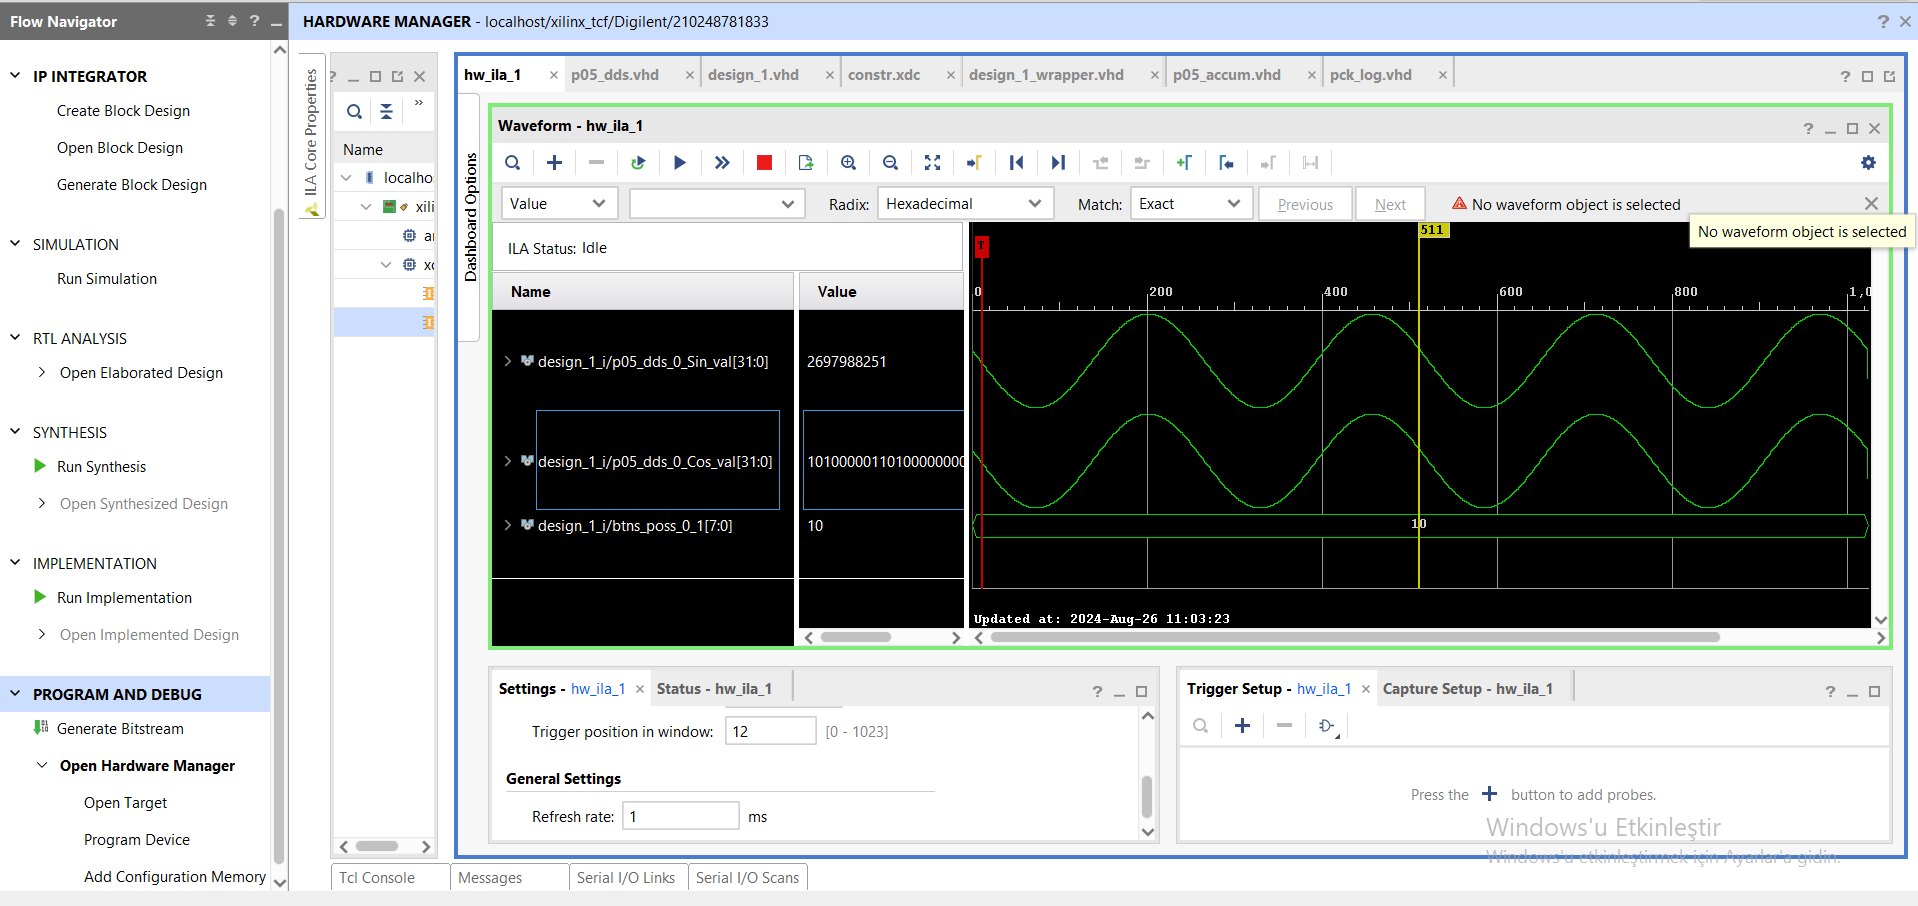 Flow Navigator
?
HARDWARE MANAGER - localhost/xilinx_tcf/Digilent/210248781833
?
IP INTEGRATOR
Create Block Design
Open Block Design
Generate Block Design
SIMULATION
Run Simulation
RTL ANALYSIS
Open Elaborated Design
SYNTHESIS
Run Synthesis
Open Synthesized Design
IMPLEMENTATION
Run Implementation
Open Implemented Design
PROGRAM AND DEBUG
Generate Bitstream
Open Hardware Manager
Open Target
Program Device
Add Configuration Memory
ILA Core Properties
?
»
Name
localho
xili
ar
xc
hw_ila_1
p05_dds.vhd
design_1.vhd
constr.xdc
design_1_wrapper.vhd
p05_accum.vhd
pck_log.vhd
?
Dashboard Options
Waveform - hw_ila_1
?
Value
Radix:
Hexadecimal
Match:
Exact
Previous
Next
No waveform object is selected
No waveform object is selected
ILA Status: Idle
Name
Value
design_1_i/p05_dds_0_Sin_val[31:0]
2697988251
design_1_i/p05_dds_0_Cos_val[31:0]
10100000110100000000
design_1_i/btns_poss_0_1[7:0]
10
T
511
0
200
400
600
800
1,0
10
Updated at: 2024-Aug-26 11:03:23
Settings - hw_ila_1
Status - hw_ila_1
?
Trigger position in window:
12
[0 - 1023]
General Settings
Refresh rate:
1
ms
Trigger Setup - hw_ila_1
Capture Setup - hw_ila_1
?
Press the + button to add probes.
Windows'u Etkinleştir
Windows'u etkinleştirmek için Ayarlar'a gidin.
Tcl Console
Messages
Serial I/O Links
Serial I/O Scans